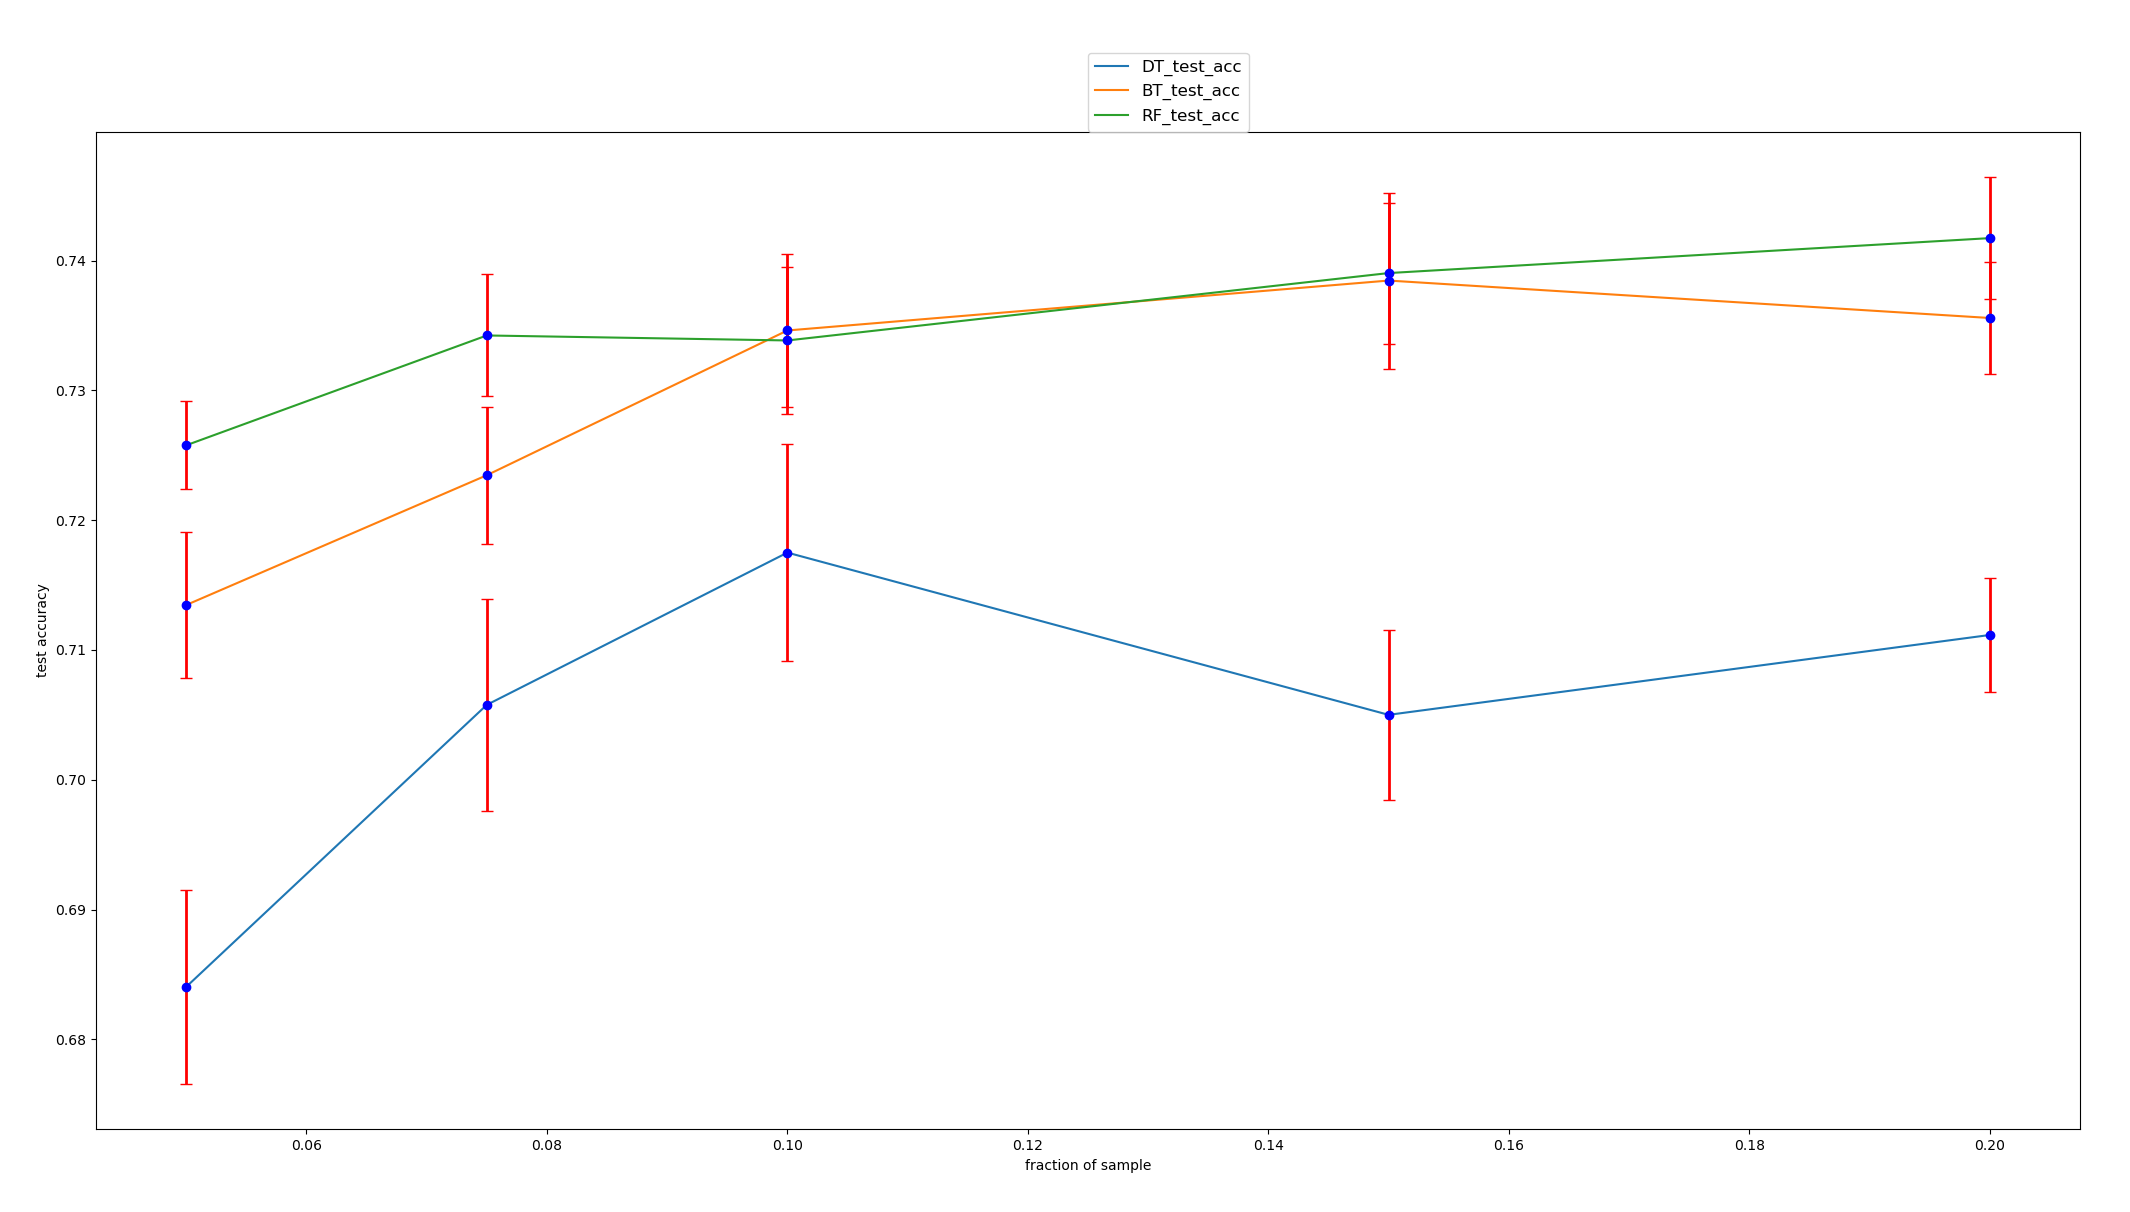 DT_test_acc
BT_test_acc
RF_test_acc
0.74
0.73
0.72
0.71
0.70
0.69
0.68
test accuracy
0.06 0.08 0.10 0.12 0.14 0.16 0.18 0.20
fraction of sample